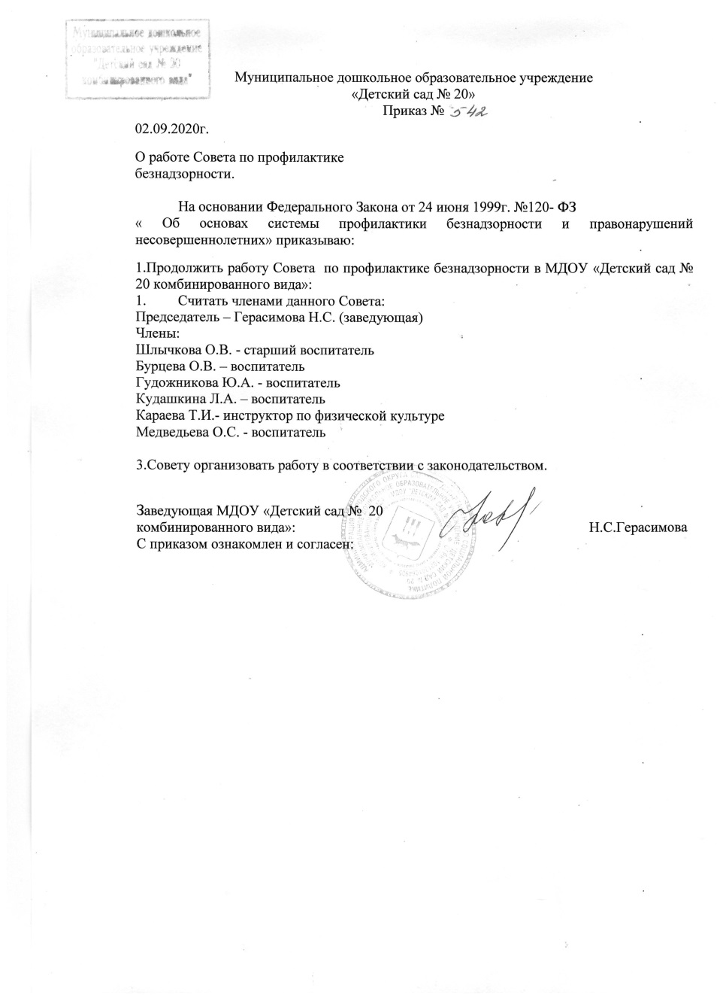 Муниципальное дошкольное
образовательное учреждение
"Детский сад №
комбинированного вида"
Муниципальное дошкольное образовательное учреждение
«Детский сад № 20»
Приказ № 542
02.09.2020г.
О работе Совета по профилактике
безнадзорности.
На основании Федерального Закона от 24 июня 1999г. №120- ФЗ
« Об основах системы профилактики безнадзорности и правонарушений
несовершеннолетних» приказываю:
1.Продолжить работу Совета по профилактике безнадзорности в МДОУ «Детский сад №
20 комбинированного вида»:
1. Считать членами данного Совета:
Председатель – Герасимова Н.С. (заведующая)
Члены:
Шлычкова О.В. - старший воспитатель
Бурцева О.В. – воспитатель
Гудожникова Ю.А. - воспитатель
Кудашкина Л.А. – воспитатель
Караева Т.И.- инструктор по физической культуре
Медведьева О.С. - воспитатель
3.Совету организовать работу в соответствии с законодательством.
Заведующая МДОУ «Детский сад № 20
комбинированного вида»: Н.С.Герасимова
С приказом ознакомлен и согласен: